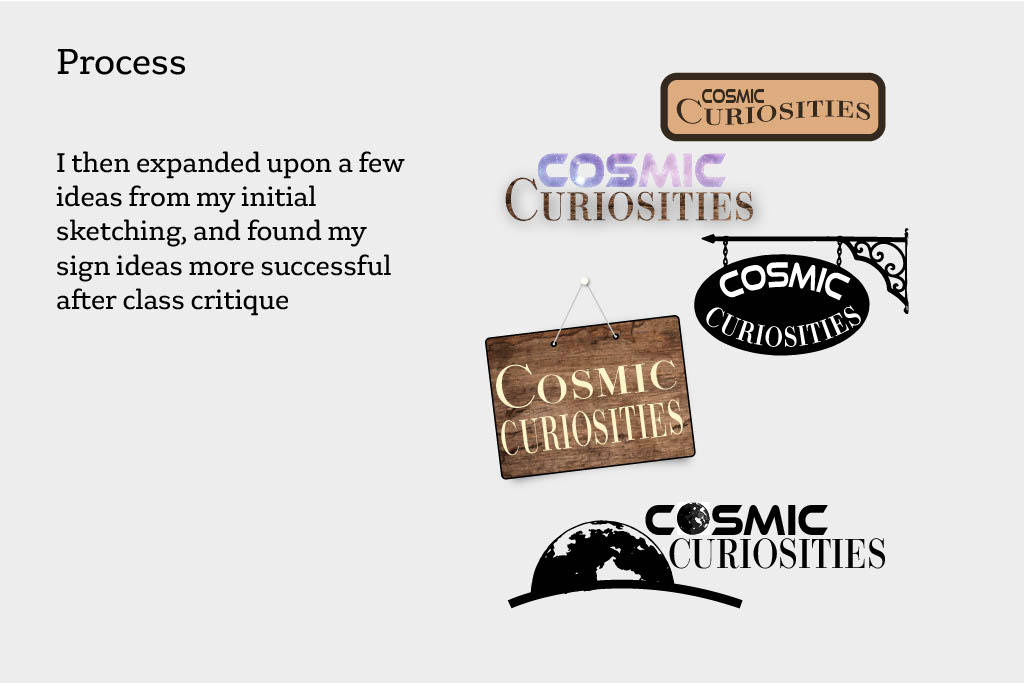 Process
I then expanded upon a few
ideas from my initial
sketching, and found my
sign ideas more successful
after class critique
COSMIC
CURIOSITIES
COSMIC
CURIOSITIES
COSMIC
CURIOSITIES
COSMIC
CURIOSITIES
COSMIC
CURIOSITIES